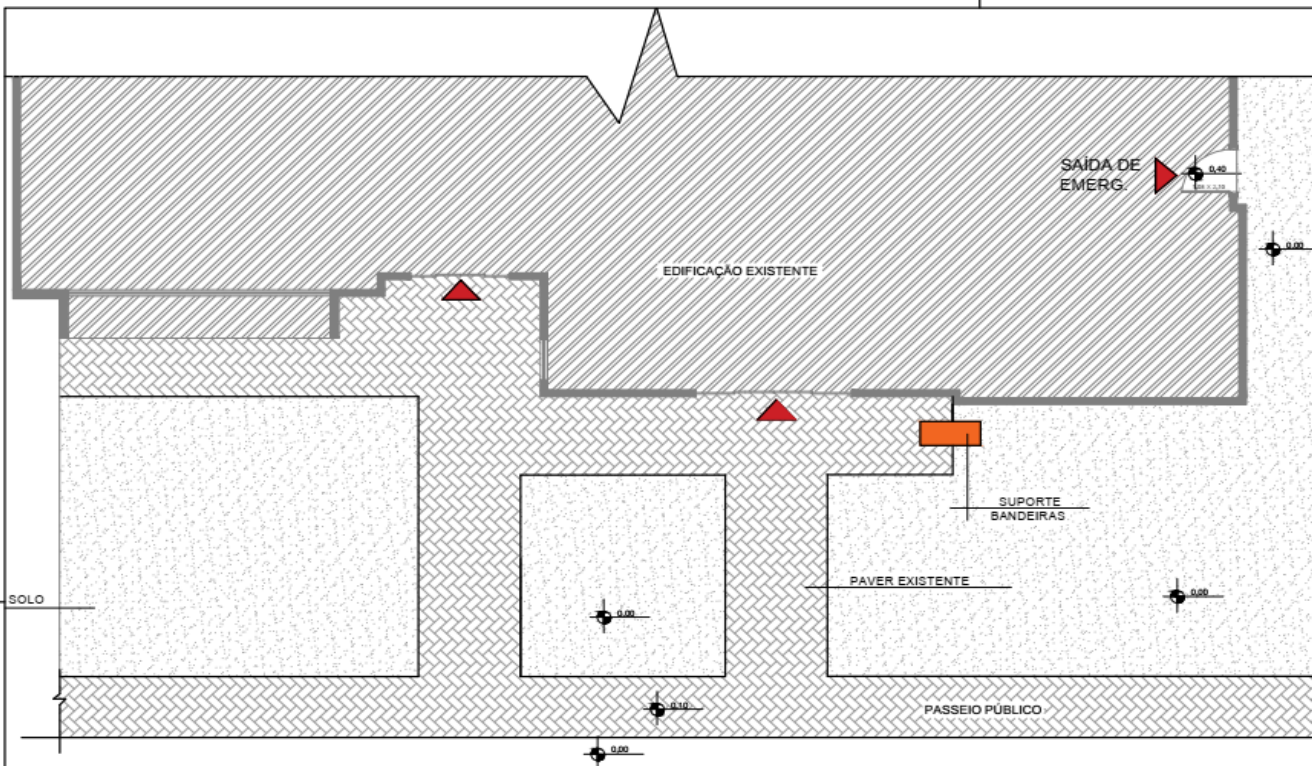 SAÍDA DE
EMERG.
0,40
0,00
EDIFICAÇÃO EXISTENTE
SUPORTE
BANDEIRAS
PAVER EXISTENTE
SOLO
0,00
0,00
0,10
PASSEIO PÚBLICO
0,00